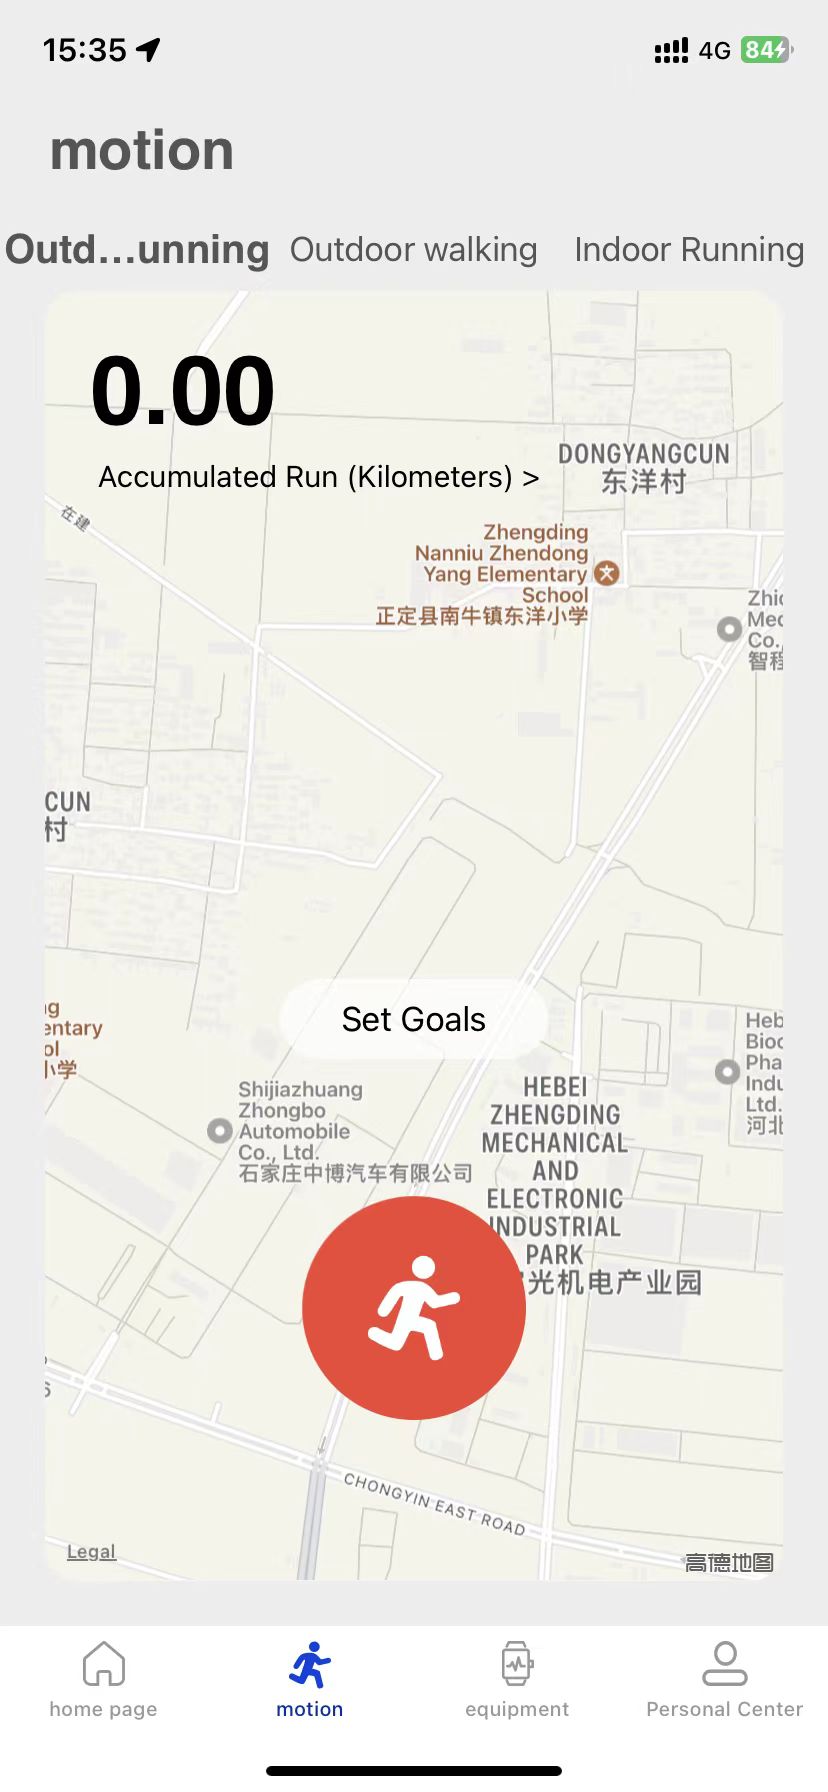 15:35
4G 84
motion
Outd...unning Outdoor walking Indoor Running
0.00
Accumulated Run (Kilometers) >
DONGYANGCUN
东洋村
在建
Zhengding
Nanniu Zhendong
Yang Elementary
School
正定县南牛镇东洋小学
Co.,
智程
CUN
村
entary
小学
Set Goals
Shijiazhuang
Zhongbo
Automobile
Co., Ltd.
石家庄中博汽车有限公司
Heb
Bioc
Pha
Indu
Ltd.
河北
HEBEI
ZHENGDING
MECHANICAL
AND
ELECTRONIC
INDUSTRIAL
PARK
光机电产业园
CHONGYIN EAST ROAD
Legal
高德地图
home page
motion
equipment
Personal Center